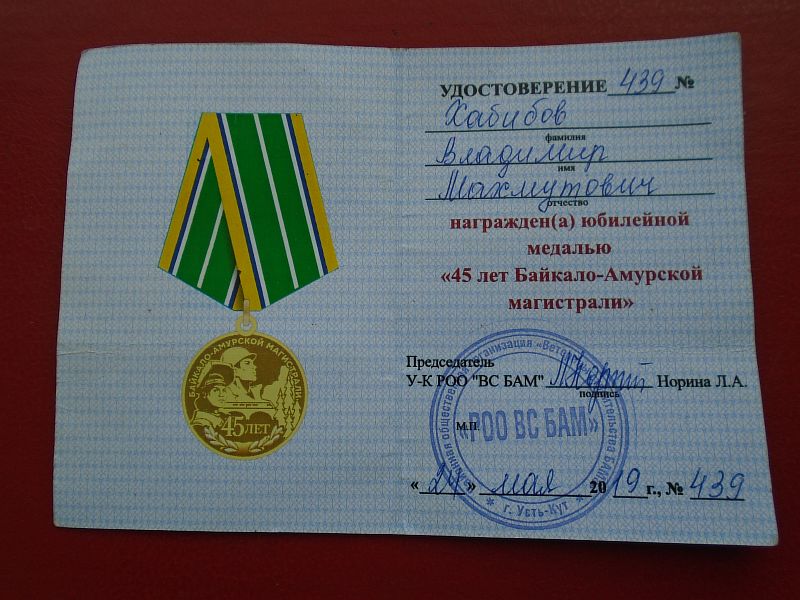 БАЙКАЛО-АМУРСКОЙ МАГИСТРАЛИ
45 ЛЕТ
УДОСТОВЕРЕНИЕ 439 №
Хабибов
фамилия
Владимир
имя
Махмутович
отчество
награжден(а) юбилейной
медалью
«45 лет Байкало-Амурской
магистрали»
Председатель
У-К РОО "ВС БАМ" Норина Л.А.
подпись
М.П.
«РОО ВС БАМ»
г. Усть-Кут
« 24 » мая 2019 г., № 439